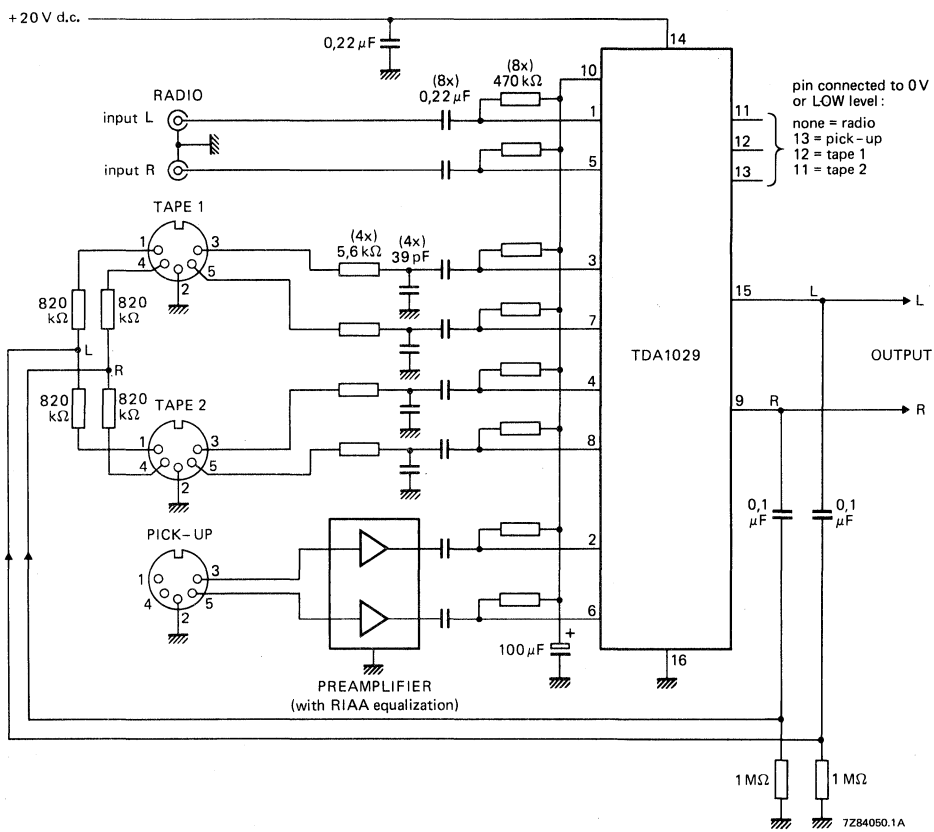 +20 V d.c.
14
0,22 μF
(8x)
0,22 μF
(8x)
470 kΩ
10
RADIO
input L
1
input R
5
11
12
13
pin connected to 0 V
or LOW level:
none = radio
13 = pick-up
12 = tape 1
11 = tape 2
TAPE 1
1
3
4
5
2
(4x)
5,6 kΩ
(4x)
39 pF
3
820
kΩ
820
kΩ
7
15
L
L
L
R
TDA1029
OUTPUT
820
kΩ
820
kΩ
TAPE 2
1
3
4
5
2
4
8
9
R
R
0,1
μF
0,1
μF
PICK-UP
1
3
4
5
2
2
6
100 μF
+
16
PREAMPLIFIER
(with RIAA equalization)
1 MΩ
1 MΩ
7Z84050.1A